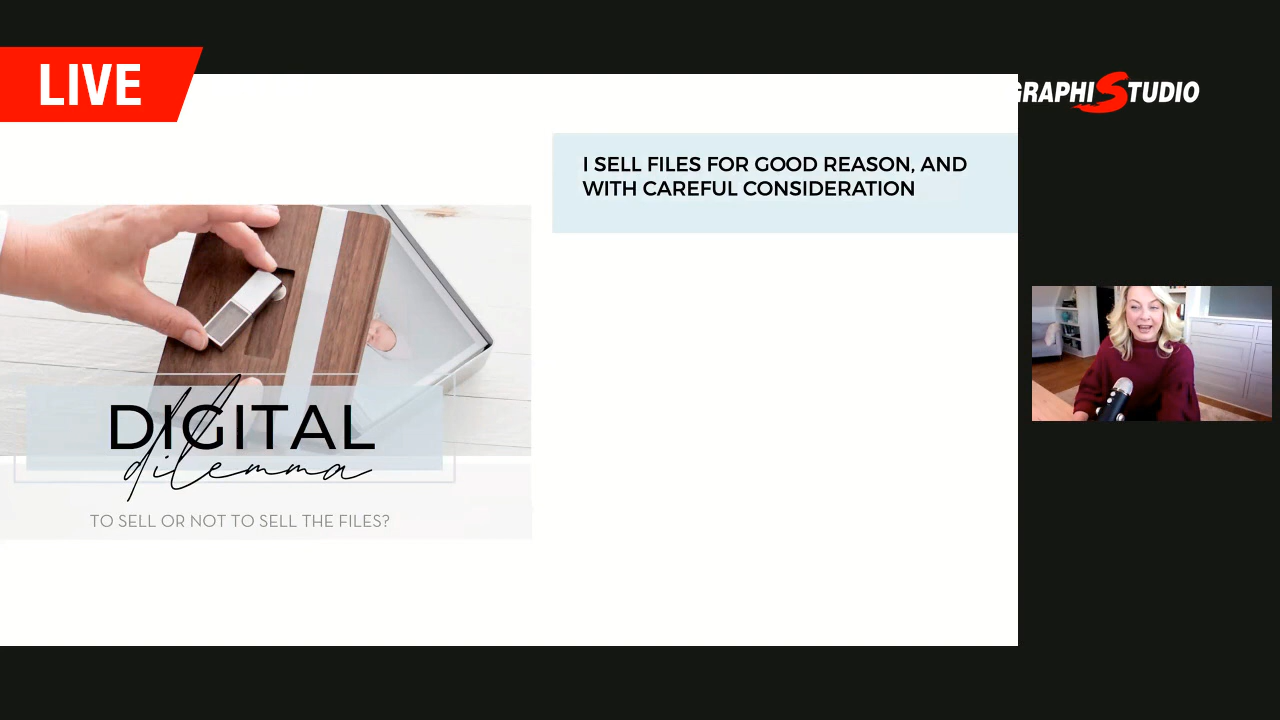 LIVE
GRAPHISTUDIO
I SELL FILES FOR GOOD REASON, AND
WITH CAREFUL CONSIDERATION
DIGITAL
dilemma
TO SELL OR NOT TO SELL THE FILES?